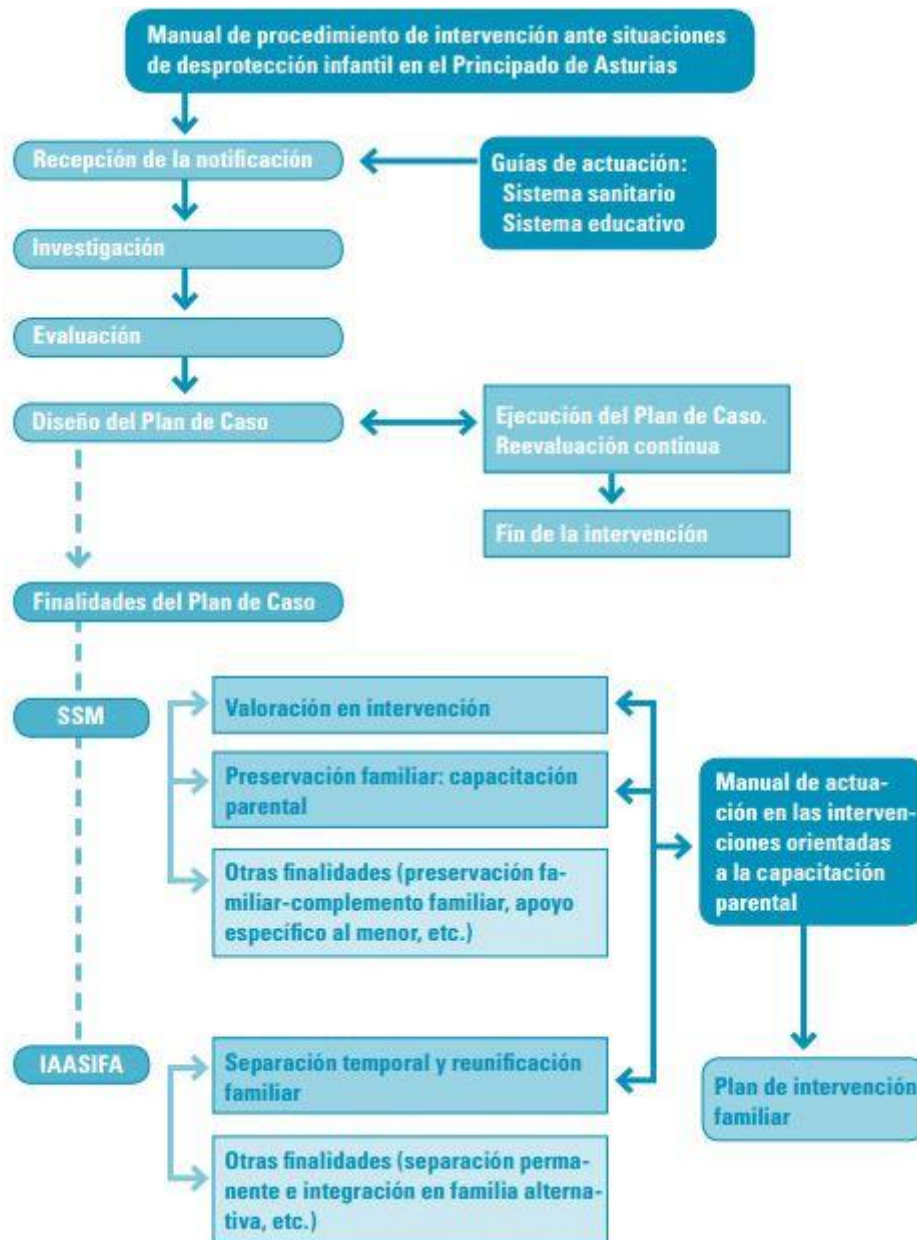 Manual de procedimiento de intervención ante situaciones
de desprotección infantil en el Principado de Asturias
Recepción de la notificación
Guías de actuación:
Sistema sanitario
Sistema educativo
Investigación
Evaluación
Diseño del Plan de Caso
Ejecución del Plan de Caso.
Reevaluación continua
Fin de la intervención
Finalidades del Plan de Caso
SSM
Valoración en intervención
Preservación familiar: capacitación
parental
Otras finalidades (preservación fa-
miliar-complemento familiar, apoyo
específico al menor, etc.)
Manual de actua-
ción en las interven-
ciones orientadas
a la capacitación
parental
IAASIFA
Separación temporal y reunificación
familiar
Otras finalidades (separación perma-
nente e integración en familia alterna-
tiva, etc.)
Plan de intervención
familiar